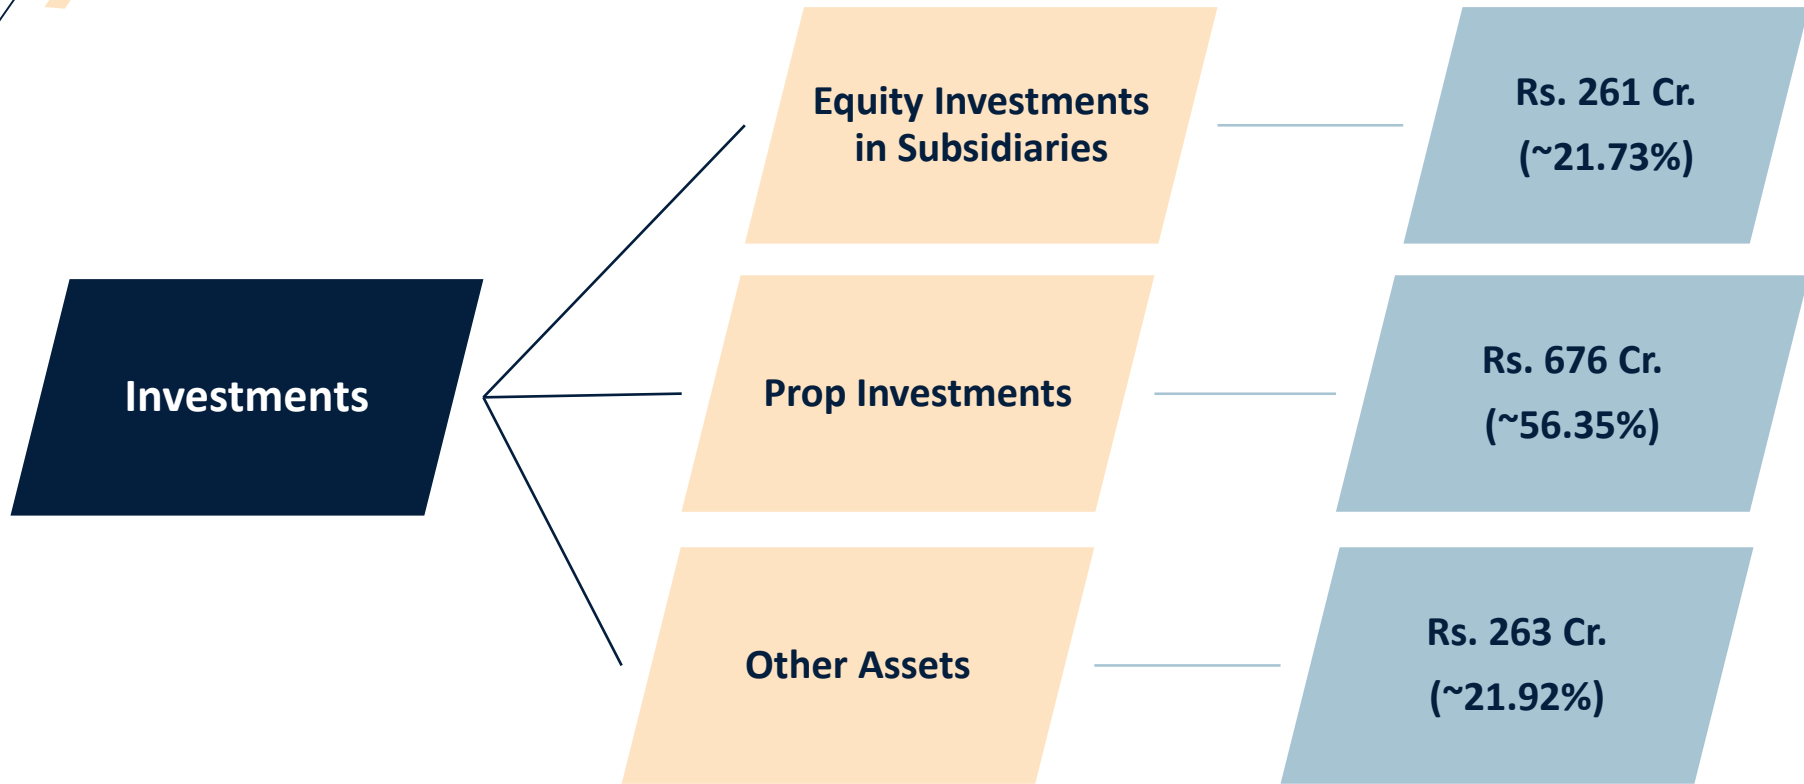 Investments
Equity Investments
in Subsidiaries
Rs. 261 Cr.
(~21.73%)
Prop Investments
Rs. 676 Cr.
(~56.35%)
Other Assets
Rs. 263 Cr.
(~21.92%)